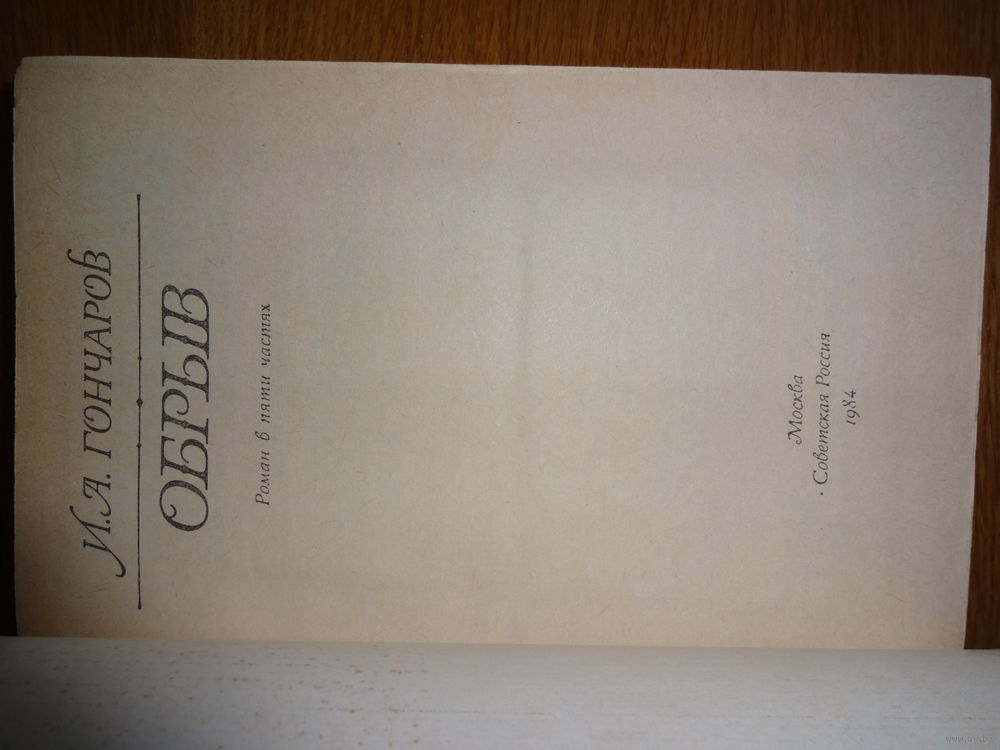 И.А. ГОНЧАРОВ
ОБРЫВ
Роман в пяти частях
Москва
· Советская Россия
1984